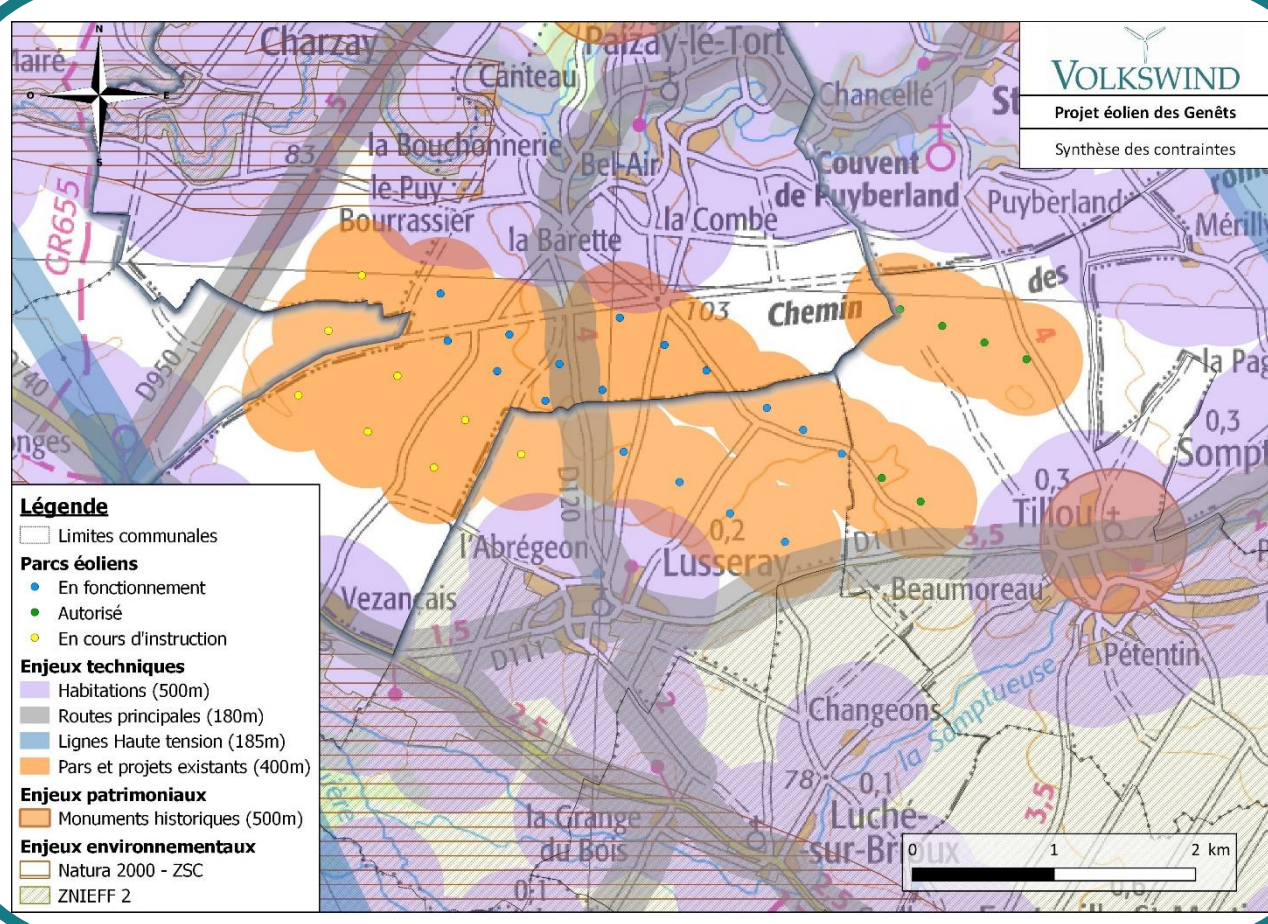 N
O
E
S
VOLKSWIND
Projet éolien des Genêts
Synthèse des contraintes
Charzay
Paizay-le-Tort
Canteau
Chancellé
83
5
la Bouchonnerie
Bel-Air
Couvent
de Puyberland
le Puy
Bourrassier
Puyberland
la Combe
la Barette
GR655
103
Chemin
des
4
4
D950
D740
la Pag
0,3
Sompt
0,3
Tillou
D120
0,2
Lusseray
D111
3,5
l'Abrégeon
Beaumoreau
Vezançais
1,5
D111
Pétentin
2,5
2
Changeons
la Somptueuse
78
0,1
3,5
la Grange
du Bois
Luché-
-sur-Brioux
0,1
2,5
Légende
Limites communales
Parcs éoliens
En fonctionnement
Autorisé
En cours d'instruction
Enjeux techniques
Habitations (500m)
Routes principales (180m)
Lignes Haute tension (185m)
Pars et projets existants (400m)
Enjeux patrimoniaux
Monuments historiques (500m)
Enjeux environnementaux
Natura 2000 - ZSC
ZNIEFF 2
0 1 2 km